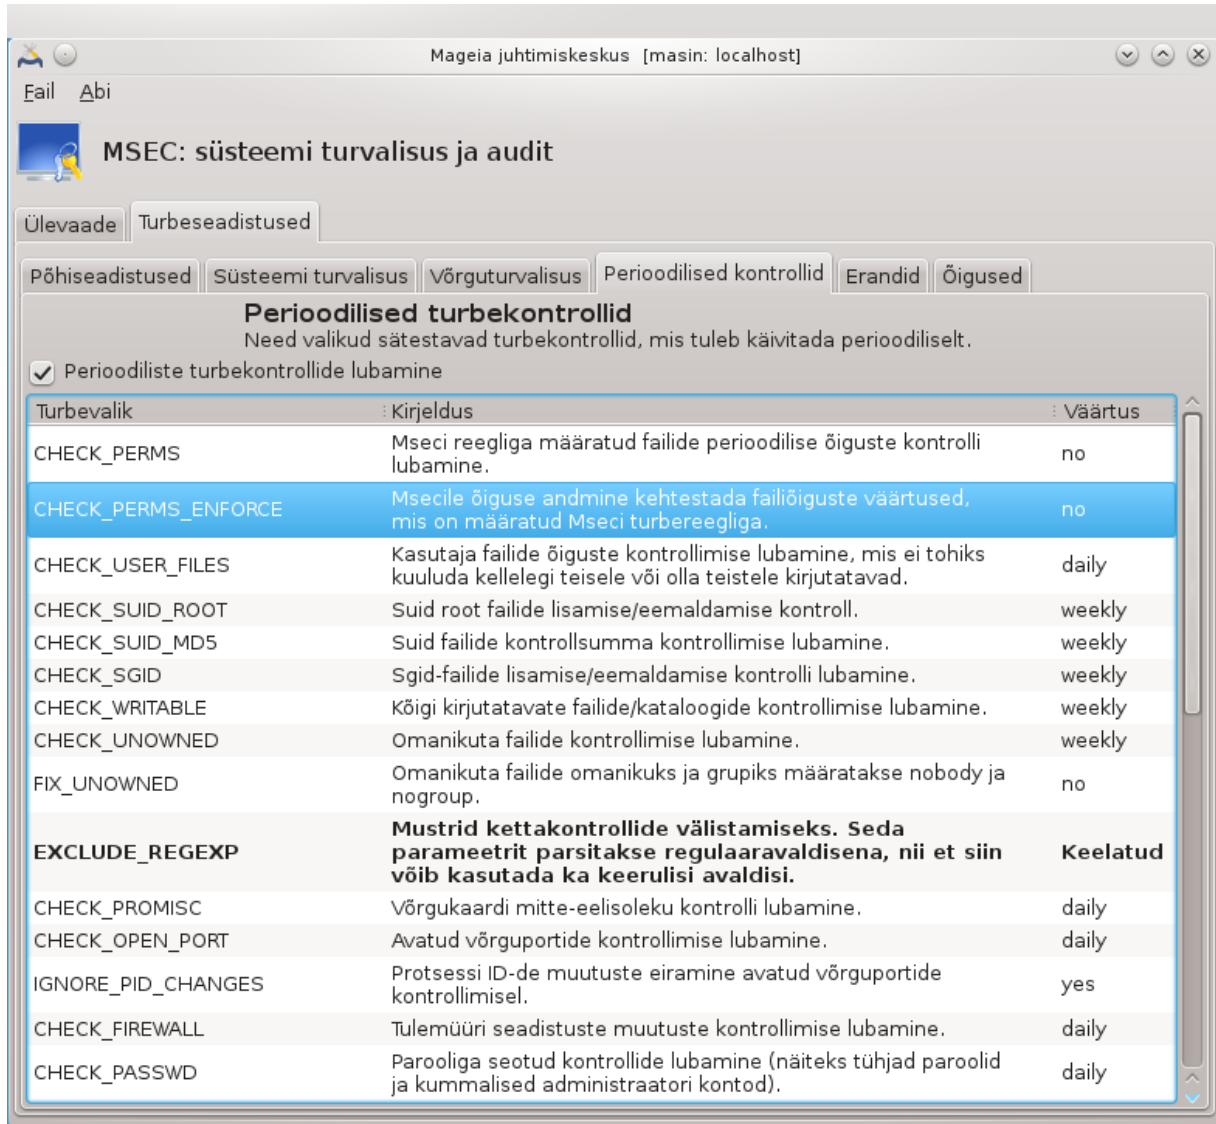 Mageia juhtimiskeskus [masin: localhost]
Fail Abi
MSEC: süsteemi turvalisus ja audit
Ülevaade Turbeseadistused
Põhiseadistused Süsteemi turvalisus Võrguturvalisus Perioodilised kontrollid Erandid Õigused
Perioodilised turbekontrollid
Need valikud sätestavad turbekontrollid, mis tuleb käivitada perioodiliselt.
Perioodiliste turbekontrollide lubamine
Turbevalik Kirjeldus Väärtus
CHECK_PERMS Mseci reegliga määratud failide perioodilise õiguste kontrolli
lubamine. no
CHECK_PERMS_ENFORCE Msecile õiguse andmine kehtestada failiõiguste väärtused,
mis on määratud Mseci turbereegliga. no
CHECK_USER_FILES Kasutaja failide õiguste kontrollimise lubamine, mis ei tohiks
kuuluda kellelegi teisele või olla teistele kirjutatavad. daily
CHECK_SUID_ROOT Suid root failide lisamise/eemaldamise kontroll. weekly
CHECK_SUID_MD5 Suid failide kontrollsumma kontrollimise lubamine. weekly
CHECK_SGID Sgid-failide lisamise/eemaldamise kontrolli lubamine. weekly
CHECK_WRITABLE Kõigi kirjutatavate failide/kataloogide kontrollimise lubamine. weekly
CHECK_UNOWNED Omanikuta failide kontrollimise lubamine. weekly
FIX_UNOWNED Omanikuta failide omanikuks ja grupiks määratakse nobody ja
nogroup. no
EXCLUDE_REGEXP Mustrid kettakontrollide välistamiseks. Seda
parameetrit parsitakse regulaaravaldisena, nii et siin
võib kasutada ka keerulisi avaldisi. Keelatud
CHECK_PROMISC Võrgukaardi mitte-eelisoleku kontrolli lubamine. daily
CHECK_OPEN_PORT Avatud võrguportide kontrollimise lubamine. daily
IGNORE_PID_CHANGES Protsessi ID-de muutuste eiramine avatud võrguportide
kontrollimisel. yes
CHECK_FIREWALL Tulemüüri seadistuste muutuste kontrollimise lubamine. daily
CHECK_PASSWD Parooliga seotud kontrollide lubamine (näiteks tühjad paroolid
ja kummalised administraatori kontod). daily